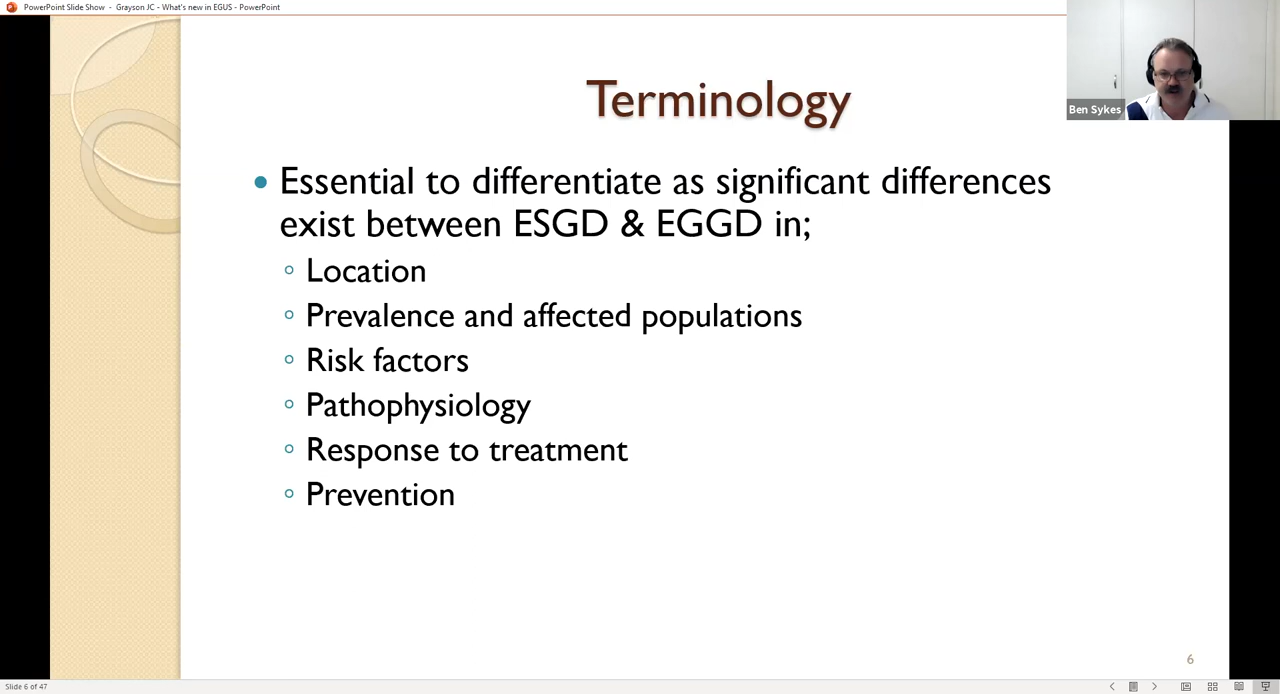 PowerPoint Slide Show - Grayson JC - What's new in EGUS - PowerPoint
Terminology
Ben Sykes
• Essential to differentiate as significant differences
exist between ESGD & EGGD in;
◦ Location
◦ Prevalence and affected populations
◦ Risk factors
◦ Pathophysiology
◦ Response to treatment
◦ Prevention
6
Slide 6 of 47